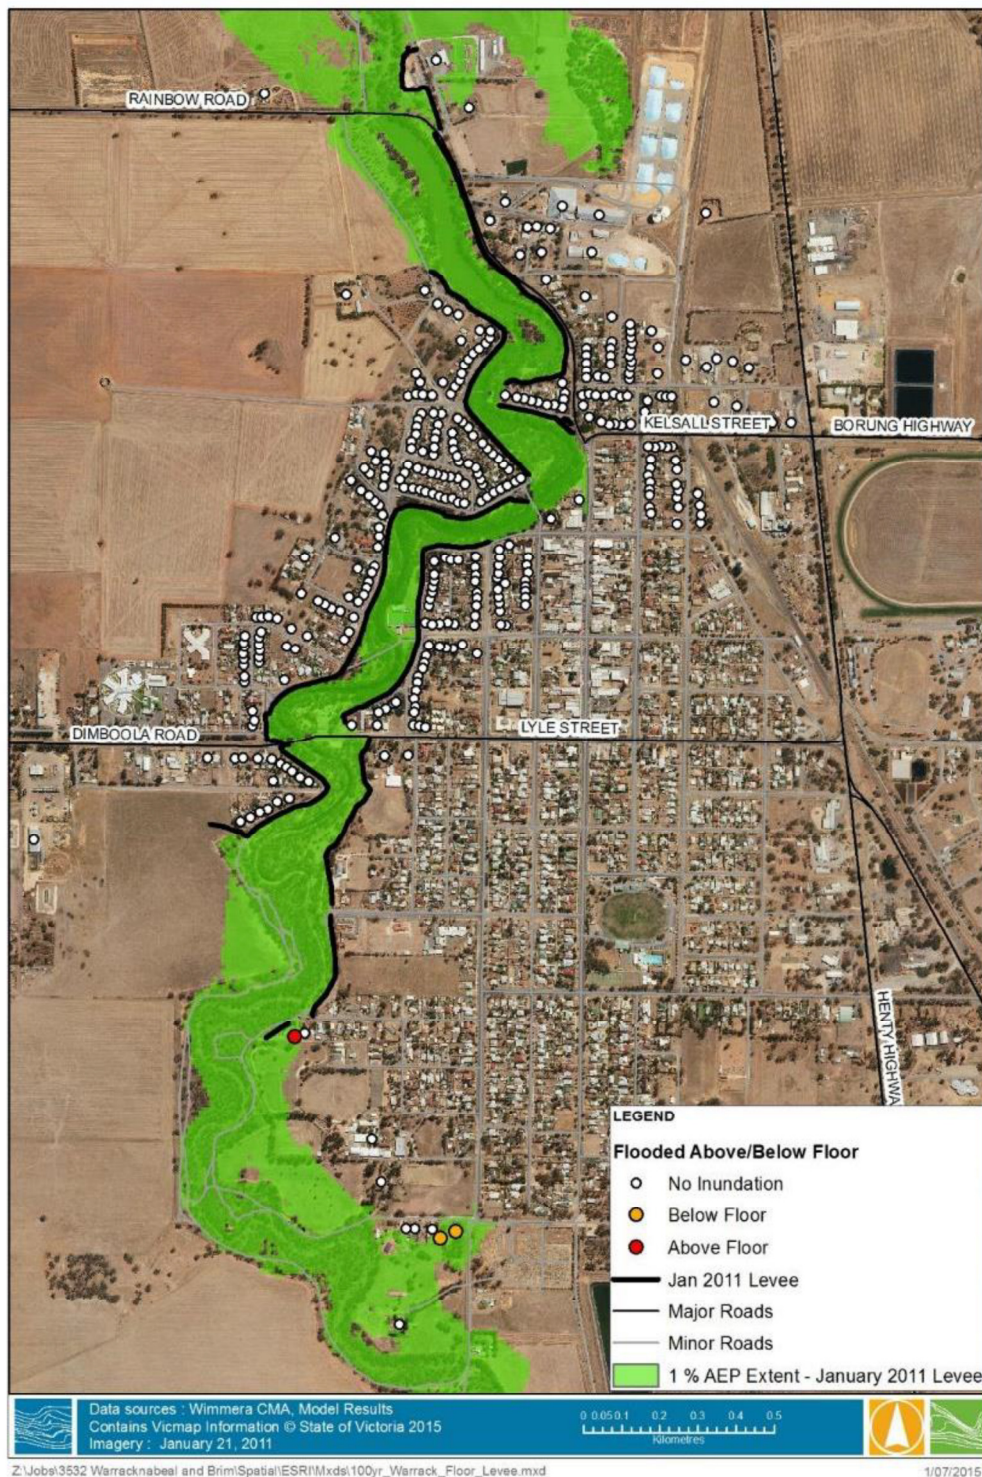 RAINBOW ROAD
KELSALL STREET
BORUNG HIGHWAY
DIMBOOLA ROAD
LYLE STREET
HENTY HIGHWA
LEGEND
Flooded Above/Below Floor
No Inundation
Below Floor
Above Floor
Jan 2011 Levee
Major Roads
Minor Roads
1 % AEP Extent - January 2011 Levee
Data sources : Wimmera CMA, Model Results
Contains Vicmap Information © State of Victoria 2015
Imagery : January 21, 2011
0 0.050.1 0.2 0.3 0.4 0.5
Kilometres
Z:\Jobs\3532 Warracknabeal and Brim\Spatial\ESRI\Mxds\100yr_Warrack_Floor_Levee.mxd
1/07/2015